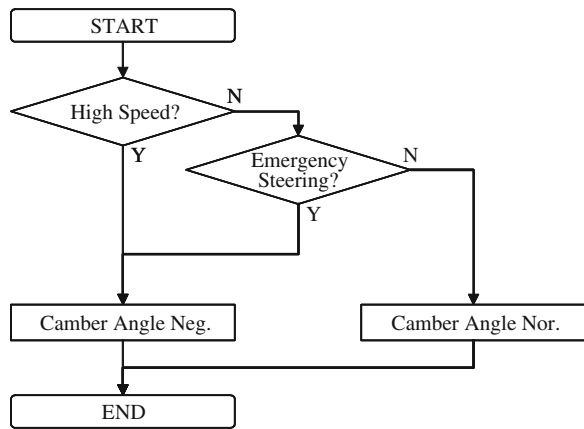 START
High Speed?
N
Y
Emergency
Steering?
N
Y
Camber Angle Neg.
Camber Angle Nor.
END